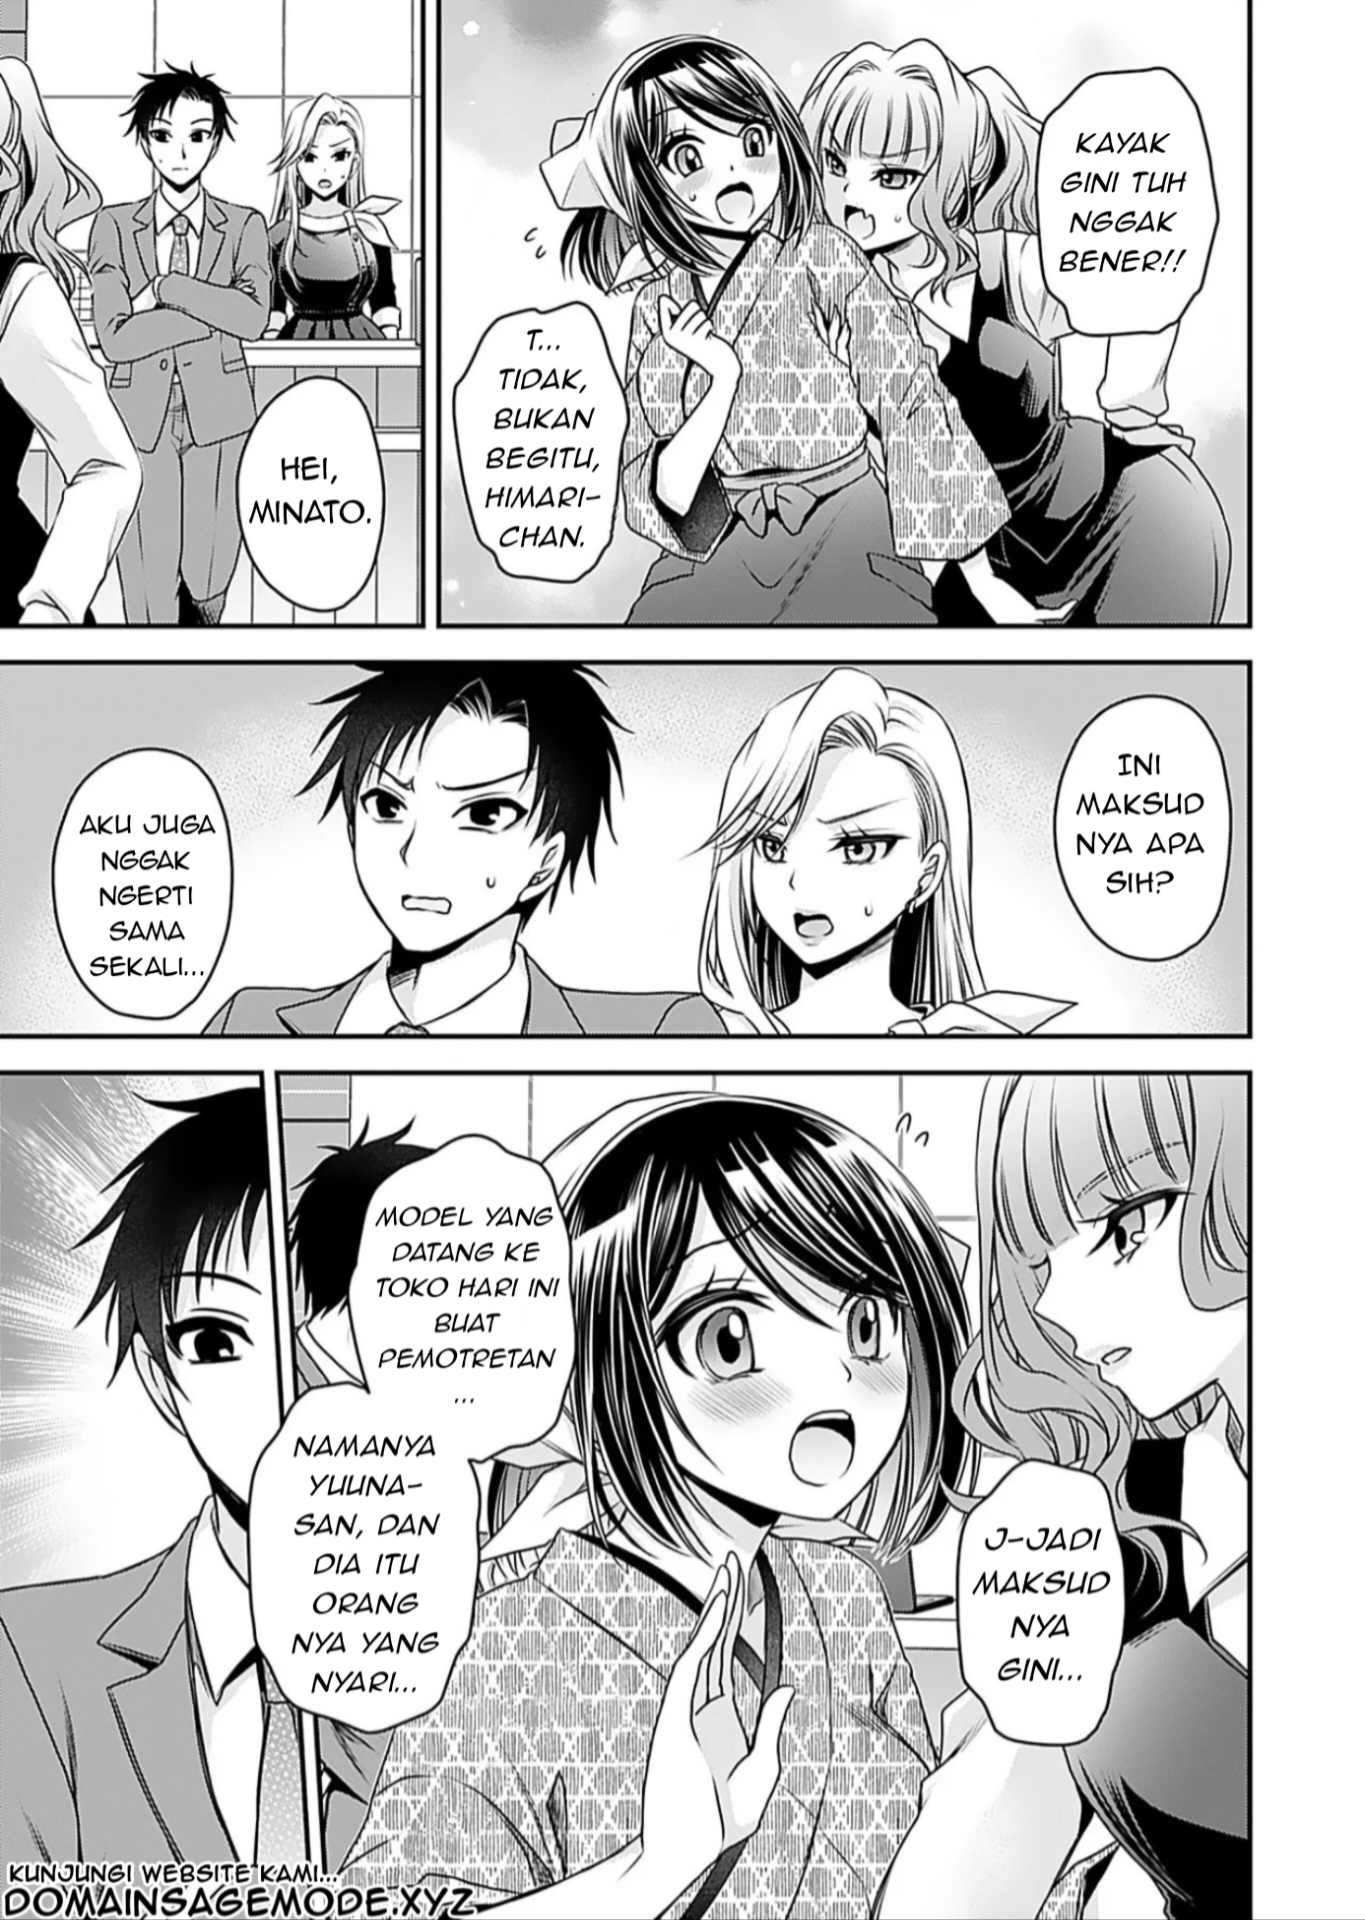 KAYAK
GINI TUH
NGGAK
BENER!!
T...
TIDAK,
BUKAN
BEGITU,
HIMARI-
CHAN.
HEI,
MINATO.
INI
MAKSUD
NYA APA
SIH?
AKU JUGA
NGGAK
NGERTI
SAMA
SEKALI...
J-JADI
MAKSUD
NYA
GINI...
MODEL YANG
DATANG KE
TOKO HARI INI
BUAT
PEMOTRETAN
...
NAMANYA
YUUNA-
SAN, DAN
DIA ITU
ORANG
NYA YANG
NYARI...
KUNJUNGI WEBSITE KAMI...
DOMAINSAGEMODE.XYZ